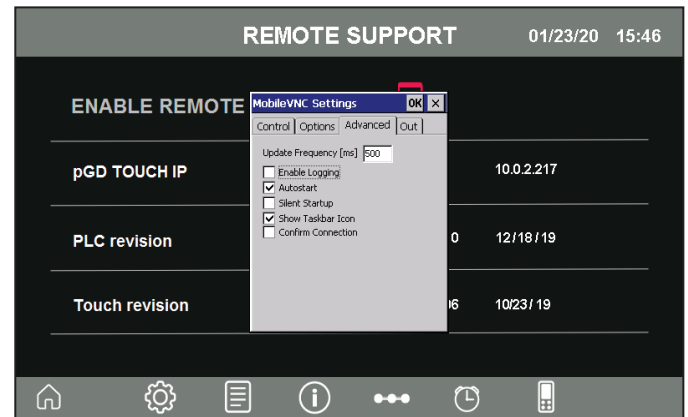 REMOTE SUPPORT 01/23/20 15:46
ENABLE REMOTE
MobileVNC Settings OK ×
Control Options Advanced Out
Update Frequency [ms] 500
Enable Logging
Autostart
Silent Startup
Show Taskbar Icon
Confirm Connection
pGD TOUCH IP 10.0.2.217
PLC revision 0 12/18/19
Touch revision 06 10/23/19